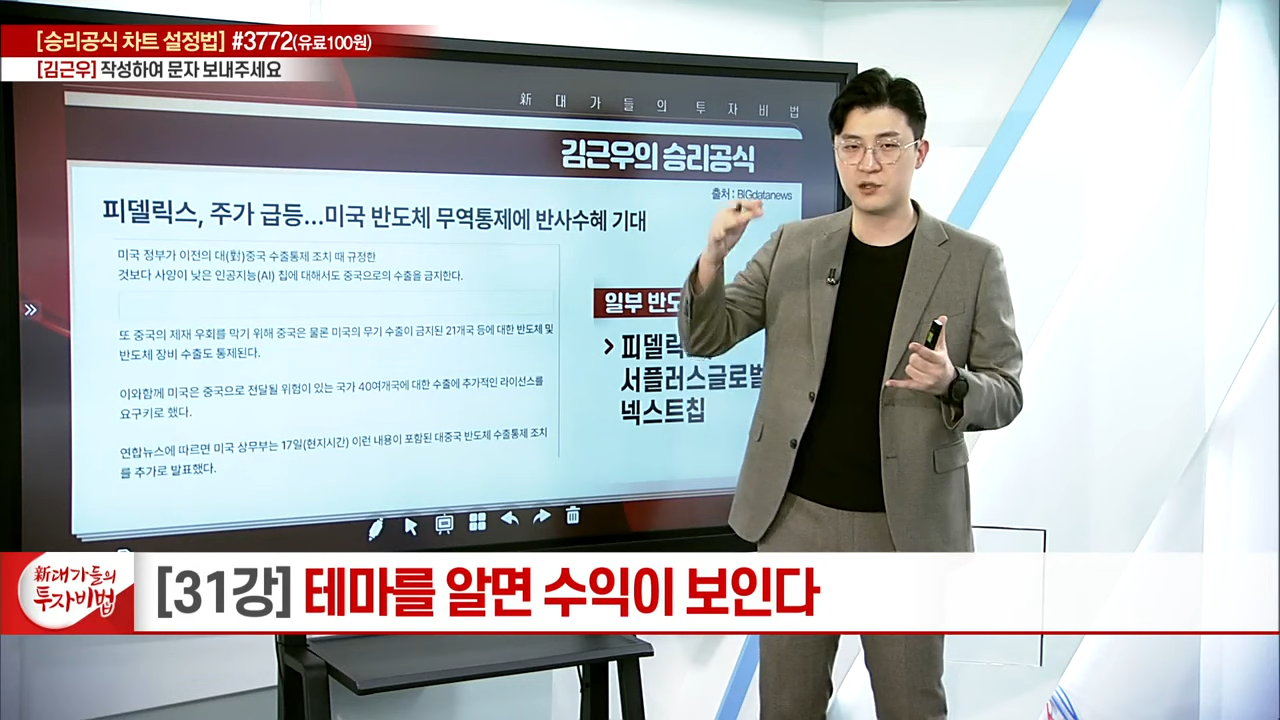 [승리공식 차트 설정법] #3772(유료100원)
[김근우] 작성하여 문자 보내주세요
新 대가들의 투자비법
김근우의 승리공식
출처 : BIGdatanews
피델릭스, 주가 급등...미국 반도체 무역통제에 반사수혜 기대
미국 정부가 이전의 대(對)중국 수출통제 조치 때 규정한
것보다 사양이 낮은 인공지능(AI) 칩에 대해서도 중국으로의 수출을 금지한다.
또 중국의 제재 우회를 막기 위해 중국은 물론 미국의 무기 수출이 금지된 21개국 등에 대한 반도체 및
반도체 장비 수출도 통제된다.
이와함께 미국은 중국으로 전달될 위험이 있는 국가 40여개국에 대한 수출에 추가적인 라이선스를
요구키로 했다.
연합뉴스에 따르면 미국 상무부는 17일(현지시간) 이런 내용이 포함된 대중국 반도체 수출통제 조치
를 추가로 발표했다.
일부 반도
피델릭
서플러스글로벌
넥스트칩
新대가들의
투자비법
[31강] 테마를 알면 수익이 보인다